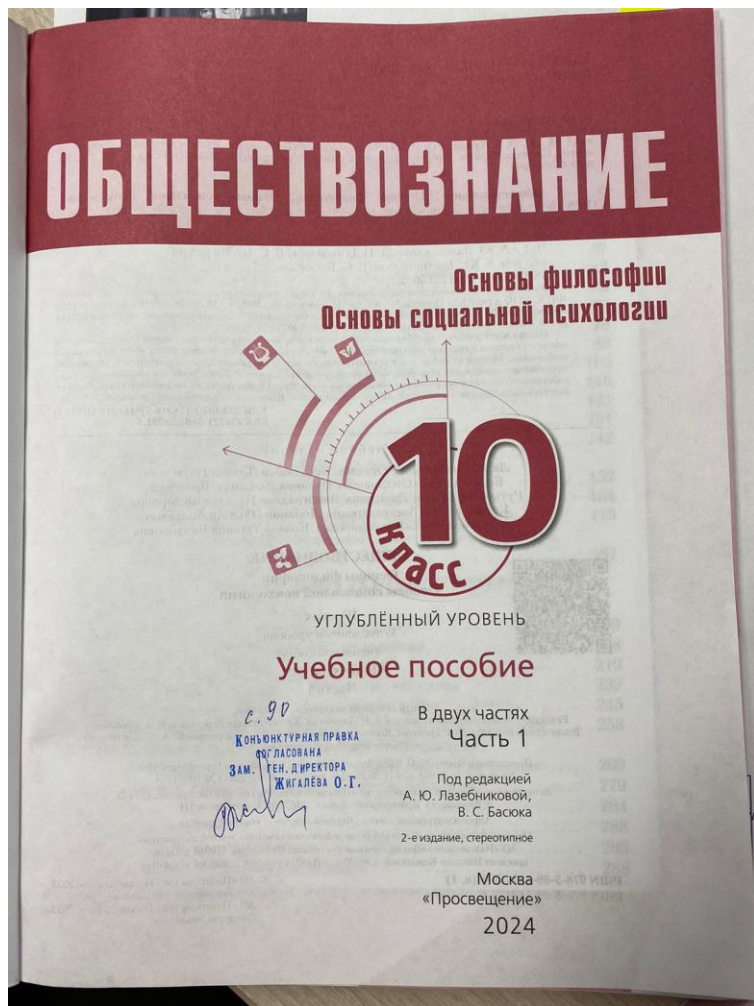 ОБЩЕСТВОЗНАНИЕ
Основы философии
Основы социальной психологии
10
класс
УГЛУБЛЁННЫЙ УРОВЕНЬ
Учебное пособие
с. 90
КОНЪЮНКТУРНАЯ ПРАВКА
СОГЛАСОВАНА
ЗАМ. ГЕН. ДИРЕКТОРА
ЖИГАЛЁВА О.Г.
В двух частях
Часть 1
Под редакцией
А. Ю. Лазебниковой,
В. С. Басюка
2-е издание, стереотипное
Москва
«Просвещение»
2024